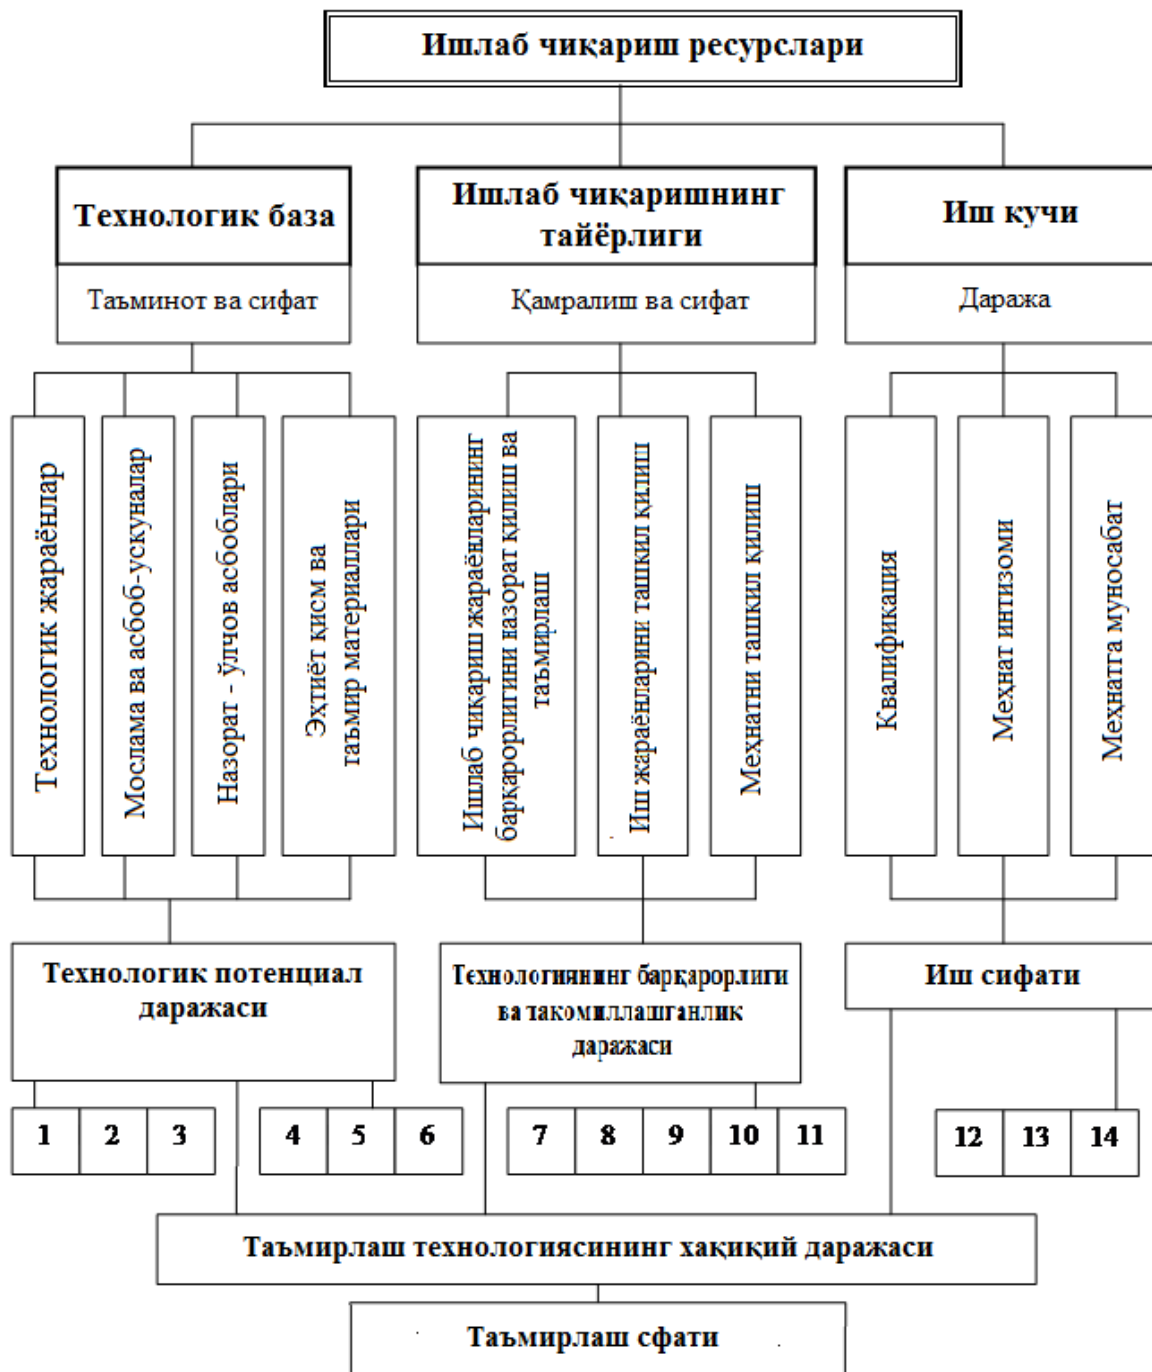 Ишлаб чиқариш ресурслари
Технологик база
Ишлаб чиқаришнинг
тайёрлиги
Иш кучи
Таъминот ва сифат
Қамралиш ва сифат
Даража
Технологик жараёнлар
Мослама ва асбоб-ускуналар
Назорат - ўлчов асбоблари
Эҳтиёт қисм ва
таъмир материаллари
Ишлаб чиқариш жараёнларининг
барқарорлигини назорат қилиш ва
таъмирлаш
Иш жараёнларини ташкил қилиш
Меҳнатни ташкил қилиш
Квалификация
Меҳнат интизоми
Меҳнатга муносабат
Технологик потенциал
даражаси
Технологиянинг барқарорлиги
ва такомиллашганлик
даражаси
Иш сифати
1 2 3 4 5 6 7 8 9 10 11 12 13 14
Таъмирлаш технологиясининг хақиқий даражаси
Таъмирлаш сфати